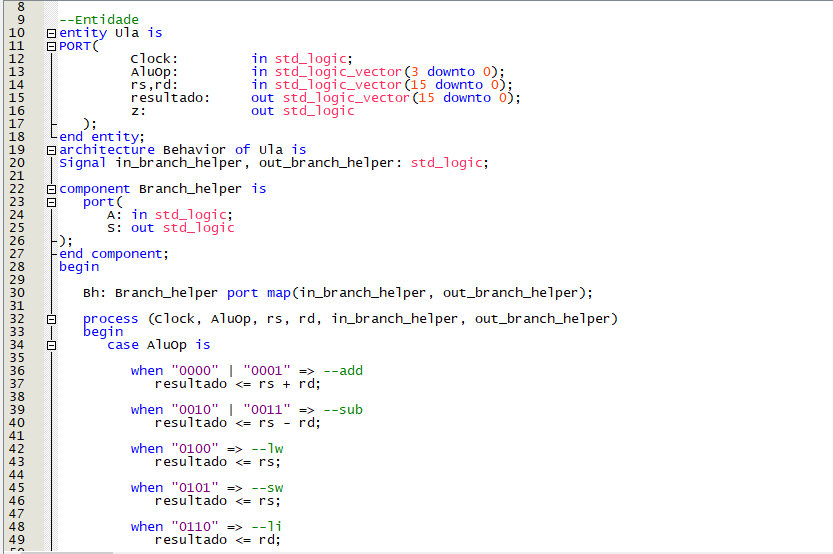 8
9 --Entidade
10 entity Ula is
11 PORT(
12 Clock: in std_logic;
13 AluOp: in std_logic_vector(3 downto 0);
14 rs,rd: in std_logic_vector(15 downto 0);
15 resultado: out std_logic_vector(15 downto 0);
16 z: out std_logic
17 );
18 end entity;
19 architecture Behavior of Ula is
20 Signal in_branch_helper, out_branch_helper: std_logic;
21
22 component Branch_helper is
23 port(
24 A: in std_logic;
25 S: out std_logic
26 );
27 end component;
28 begin
29
30 Bh: Branch_helper port map(in_branch_helper, out_branch_helper);
31
32 process (Clock, AluOp, rs, rd, in_branch_helper, out_branch_helper)
33 begin
34 case AluOp is
35
36 when "0000" | "0001" => --add
37 resultado <= rs + rd;
38
39 when "0010" | "0011" => --sub
40 resultado <= rs - rd;
41
42 when "0100" => --lw
43 resultado <= rs;
44
45 when "0101" => --sw
46 resultado <= rs;
47
48 when "0110" => --li
49 resultado <= rd;